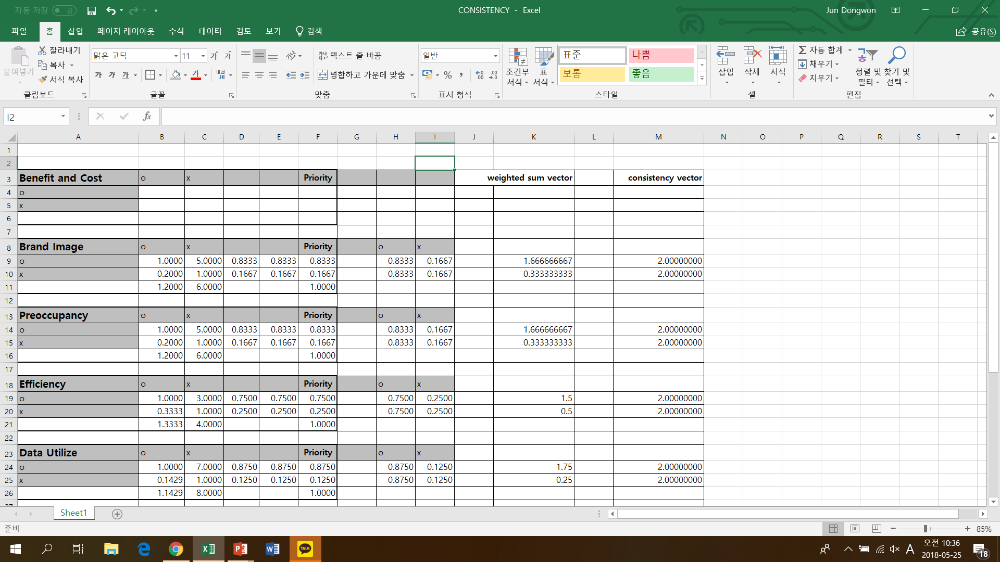 자동 저장 끔 CONSISTENCY - Excel Jun Dongwon
파일 홈 삽입 페이지 레이아웃 수식 데이터 검토 보기 검색 공유(S)
붙여넣기 잘라내기 복사 서식 복사 클립보드
맑은 고딕 11 가 가 가 가 가 내천 글꼴
텍스트 줄 바꿈 병합하고 가운데 맞춤 맞춤
일반 % 표시 형식
조건부 서식 표 서식 표준 나쁨 보통 좋음 스타일
삽입 삭제 서식 셀
자동 합계 채우기 지우기 정렬 및 필터 찾기 및 선택 편집
I2 fx
A B C D E F G H I J K L M N O P Q R S T
1
2
3 Benefit and Cost o x Priority weighted sum vector consistency vector
4 o
5 x
6
7
8 Brand Image o x Priority o x
9 o 1.0000 5.0000 0.8333 0.8333 0.8333 0.8333 0.1667 1.666666667 2.00000000
10 x 0.2000 1.0000 0.1667 0.1667 0.1667 0.8333 0.1667 0.333333333 2.00000000
11 1.2000 6.0000 1.0000
12
13 Preoccupancy o x Priority o x
14 o 1.0000 5.0000 0.8333 0.8333 0.8333 0.8333 0.1667 1.666666667 2.00000000
15 x 0.2000 1.0000 0.1667 0.1667 0.1667 0.8333 0.1667 0.333333333 2.00000000
16 1.2000 6.0000 1.0000
17
18 Efficiency o x Priority o x
19 o 1.0000 3.0000 0.7500 0.7500 0.7500 0.7500 0.2500 1.5 2.00000000
20 x 0.3333 1.0000 0.2500 0.2500 0.2500 0.7500 0.2500 0.5 2.00000000
21 1.3333 4.0000 1.0000
22
23 Data Utilize o x Priority o x
24 o 1.0000 7.0000 0.8750 0.8750 0.8750 0.8750 0.1250 1.75 2.00000000
25 x 0.1429 1.0000 0.1250 0.1250 0.1250 0.8750 0.1250 0.25 2.00000000
26 1.1429 8.0000 1.0000
27
Sheet1
준비 85%
TALK A 오전 10:36
2018-05-25 18